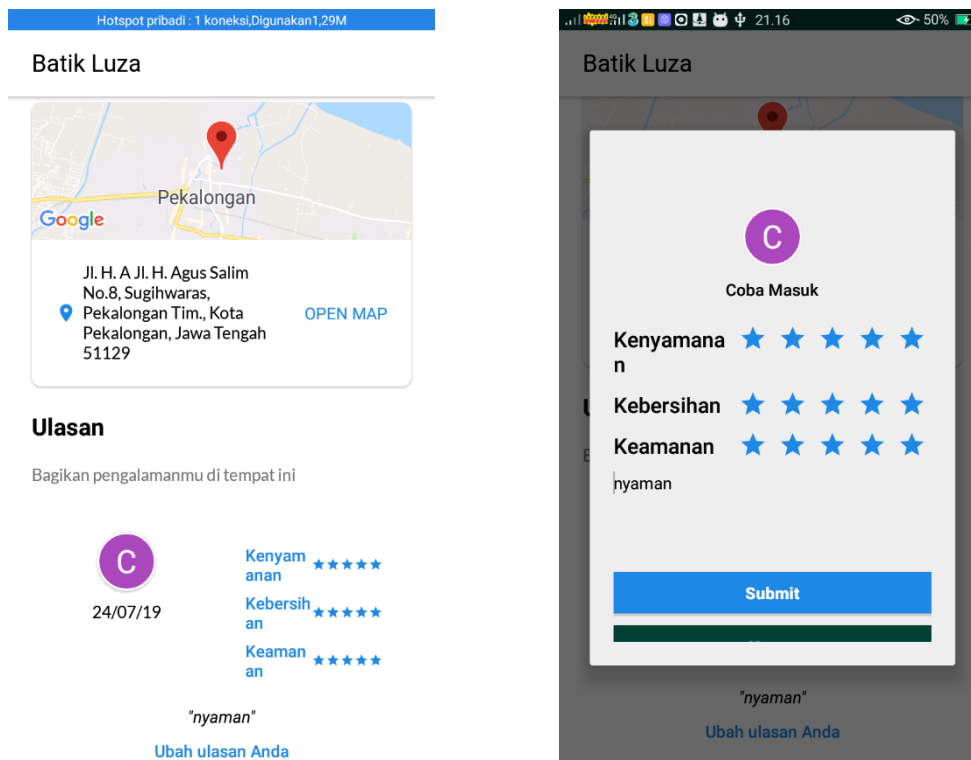 Hotspot pribadi : 1 koneksi,Digunakan1,29M
Batik Luza
Pekalongan
Google
Jl. H. A Jl. H. Agus Salim
No.8, Sugihwaras,
Pekalongan Tim., Kota
Pekalongan, Jawa Tengah
51129
OPEN MAP
Ulasan
Bagikan pengalamanmu di tempat ini
C
24/07/19
Kenyam
anan
Kebersih
an
Keaman
an
"nyaman"
Ubah ulasan Anda
21.16
50%
Batik Luza
C
Coba Masuk
Kenyamana
n
Kebersihan
Keamanan
nyaman
Submit
"nyaman"
Ubah ulasan Anda